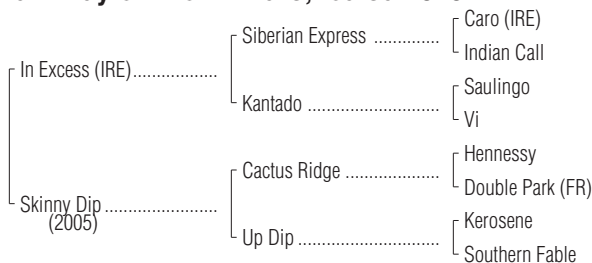 Caro (IRE)
Siberian Express ..............
Indian Call
In Excess (IRE)..................
Saulingo
Kantado ............................
Vi
Hennessy
Cactus Ridge ....................
Double Park (FR)
Skinny Dip ........................
(2005)
Kerosene
Up Dip ..............................
Southern Fable